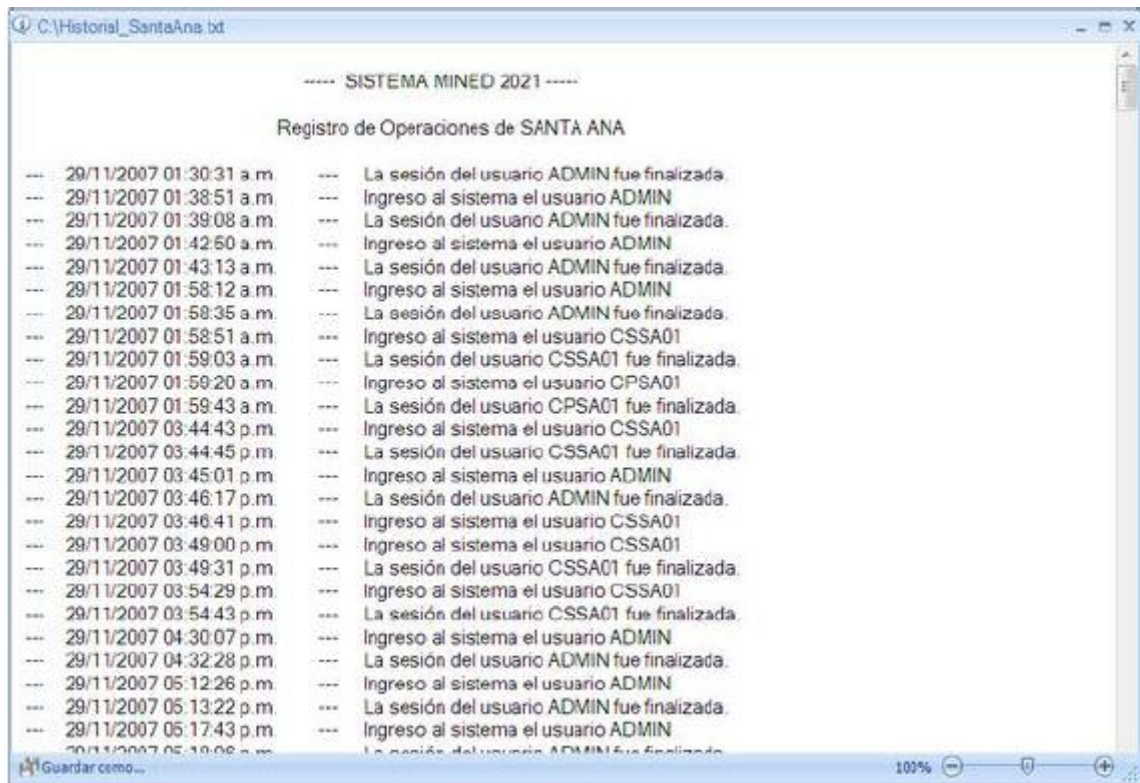 C:\Historial_SantaAna.txt
----- SISTEMA MINED 2021 -----
Registro de Operaciones de SANTA ANA
--- 29/11/2007 01:30:31 a.m. --- La sesión del usuario ADMIN fue finalizada.
--- 29/11/2007 01:38:51 a.m. --- Ingreso al sistema el usuario ADMIN
--- 29/11/2007 01:39:08 a.m. --- La sesión del usuario ADMIN fue finalizada.
--- 29/11/2007 01:42:50 a.m. --- Ingreso al sistema el usuario ADMIN
--- 29/11/2007 01:43:13 a.m. --- La sesión del usuario ADMIN fue finalizada.
--- 29/11/2007 01:58:12 a.m. --- Ingreso al sistema el usuario ADMIN
--- 29/11/2007 01:58:35 a.m. --- La sesión del usuario ADMIN fue finalizada.
--- 29/11/2007 01:58:51 a.m. --- Ingreso al sistema el usuario CSSA01
--- 29/11/2007 01:59:03 a.m. --- La sesión del usuario CSSA01 fue finalizada.
--- 29/11/2007 01:59:20 a.m. --- Ingreso al sistema el usuario CPSA01
--- 29/11/2007 01:59:43 a.m. --- La sesión del usuario CPSA01 fue finalizada.
--- 29/11/2007 03:44:43 p.m. --- Ingreso al sistema el usuario CSSA01
--- 29/11/2007 03:44:45 p.m. --- La sesión del usuario CSSA01 fue finalizada.
--- 29/11/2007 03:45:01 p.m. --- Ingreso al sistema el usuario ADMIN
--- 29/11/2007 03:46:17 p.m. --- La sesión del usuario ADMIN fue finalizada.
--- 29/11/2007 03:46:41 p.m. --- Ingreso al sistema el usuario CSSA01
--- 29/11/2007 03:49:00 p.m. --- Ingreso al sistema el usuario CSSA01
--- 29/11/2007 03:49:31 p.m. --- La sesión del usuario CSSA01 fue finalizada.
--- 29/11/2007 03:54:29 p.m. --- Ingreso al sistema el usuario CSSA01
--- 29/11/2007 03:54:43 p.m. --- La sesión del usuario CSSA01 fue finalizada.
--- 29/11/2007 04:30:07 p.m. --- Ingreso al sistema el usuario ADMIN
--- 29/11/2007 04:32:28 p.m. --- La sesión del usuario ADMIN fue finalizada.
--- 29/11/2007 05:12:26 p.m. --- Ingreso al sistema el usuario ADMIN
--- 29/11/2007 05:13:22 p.m. --- La sesión del usuario ADMIN fue finalizada.
--- 29/11/2007 05:17:43 p.m. --- Ingreso al sistema el usuario ADMIN
La sesión del usuario ADMIN fue finalizada
Guardar como... 100%